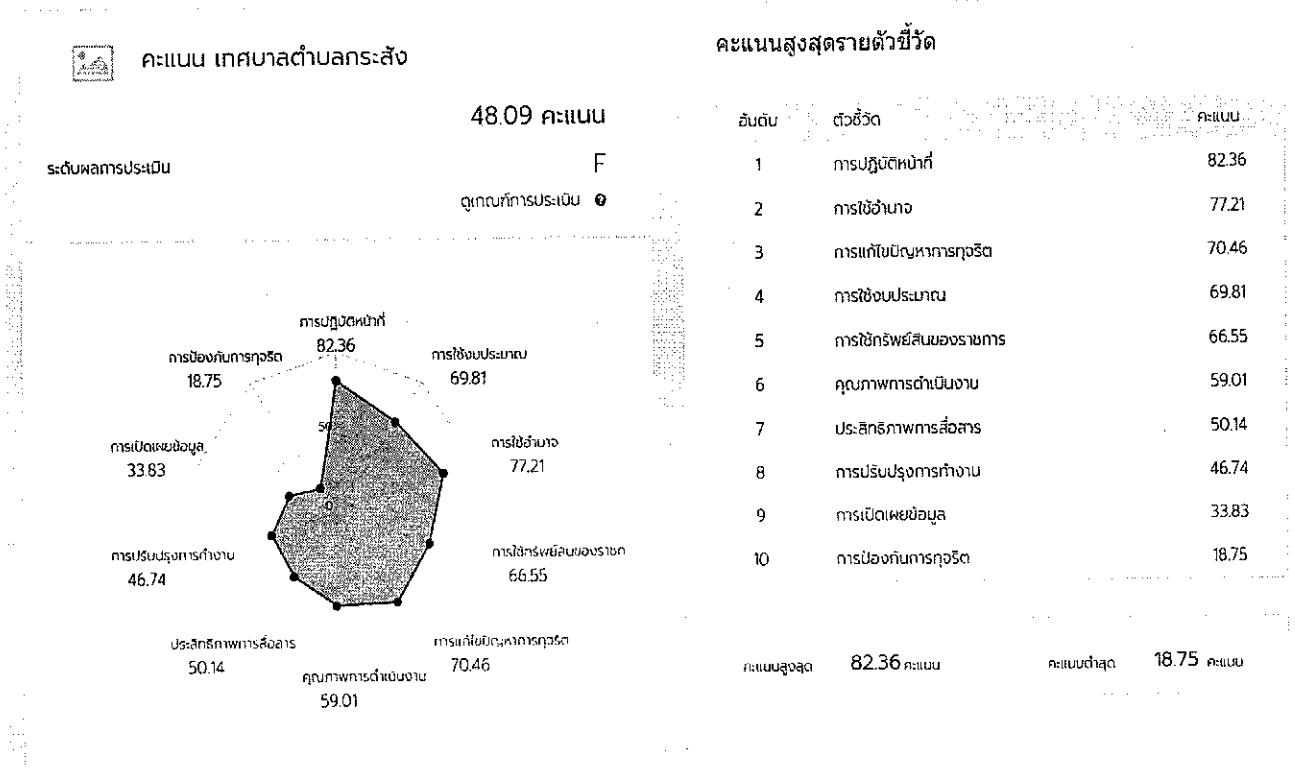 คะแนน เทศบาลตำบลกระสัง
48.09 คะแนน
ระดับผลการประเมิน
F
ดูเกณฑ์การประเมิน
การปฏิบัติหน้าที่
82.36
การใช้งบประมาณ
69.81
การใช้อำนาจ
77.21
การใช้ทรัพย์สินของราชก
66.55
การแก้ไขปัญหาการทุจริต
70.46
คุณภาพการดำเนินงาน
59.01
ประสิทธิภาพการสื่อสาร
50.14
การปรับปรุงการทำงาน
46.74
การเปิดเผยข้อมูล
33.83
การป้องกันการทุจริต
18.75
50
0
คะแนนสูงสุดรายตัวชี้วัด
อันดับ ตัวชี้วัด คะแนน
1 การปฏิบัติหน้าที่ 82.36
2 การใช้อำนาจ 77.21
3 การแก้ไขปัญหาการทุจริต 70.46
4 การใช้งบประมาณ 69.81
5 การใช้ทรัพย์สินของราชการ 66.55
6 คุณภาพการดำเนินงาน 59.01
7 ประสิทธิภาพการสื่อสาร 50.14
8 การปรับปรุงการทำงาน 46.74
9 การเปิดเผยข้อมูล 33.83
10 การป้องกันการทุจริต 18.75
คะแนนสูงสุด 82.36 คะแนน คะแนนต่ำสุด 18.75 คะแนน